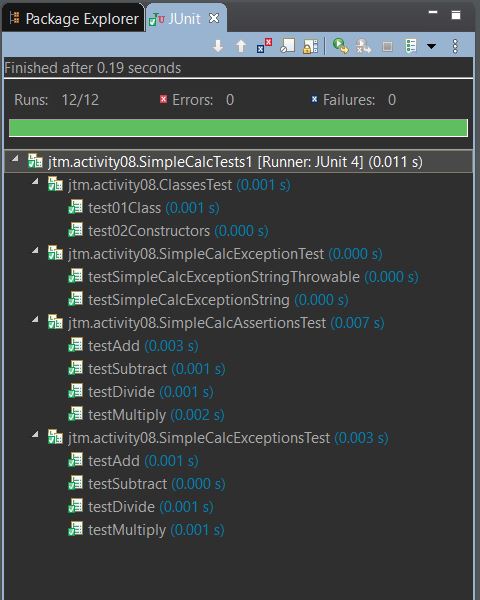 Package Explorer JUnit
Finished after 0.19 seconds
Runs: 12/12 Errors: 0 Failures: 0
jtm.activity08.SimpleCalcTests1 [Runner: JUnit 4] (0.011 s)
jtm.activity08.ClassesTest (0.001 s)
test01Class (0.001 s)
test02Constructors (0.000 s)
jtm.activity08.SimpleCalcExceptionTest (0.000 s)
testSimpleCalcExceptionStringThrowable (0.000 s)
testSimpleCalcExceptionString (0.000 s)
jtm.activity08.SimpleCalcAssertionsTest (0.007 s)
testAdd (0.003 s)
testSubtract (0.001 s)
testDivide (0.001 s)
testMultiply (0.002 s)
jtm.activity08.SimpleCalcExceptionsTest (0.003 s)
testAdd (0.001 s)
testSubtract (0.000 s)
testDivide (0.001 s)
testMultiply (0.001 s)